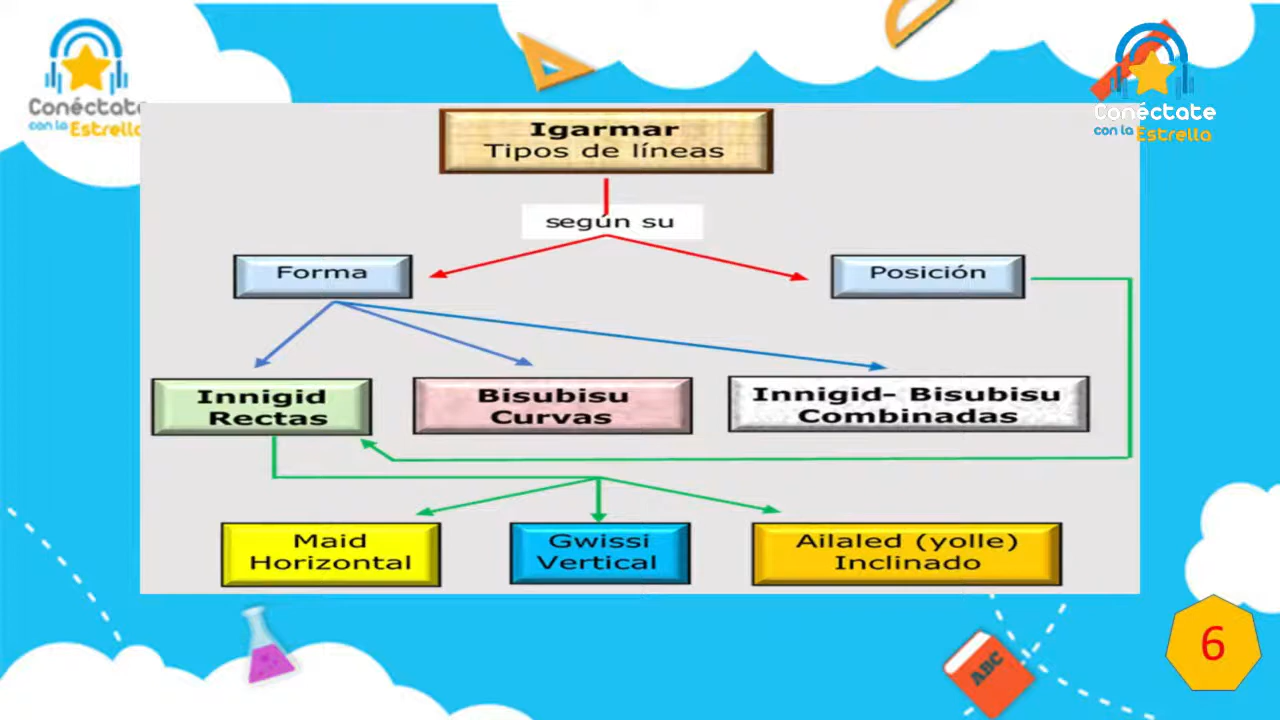 Conéctate
con la Estrella
Conéctate
con la Estrella
Igarmar
Tipos de líneas
según su
Forma
Posición
Innigid
Rectas
Bisubisu
Curvas
Innigid- Bisubisu
Combinadas
Maid
Horizontal
Gwissi
Vertical
Ailaled (yolle)
Inclinado
ABC
6